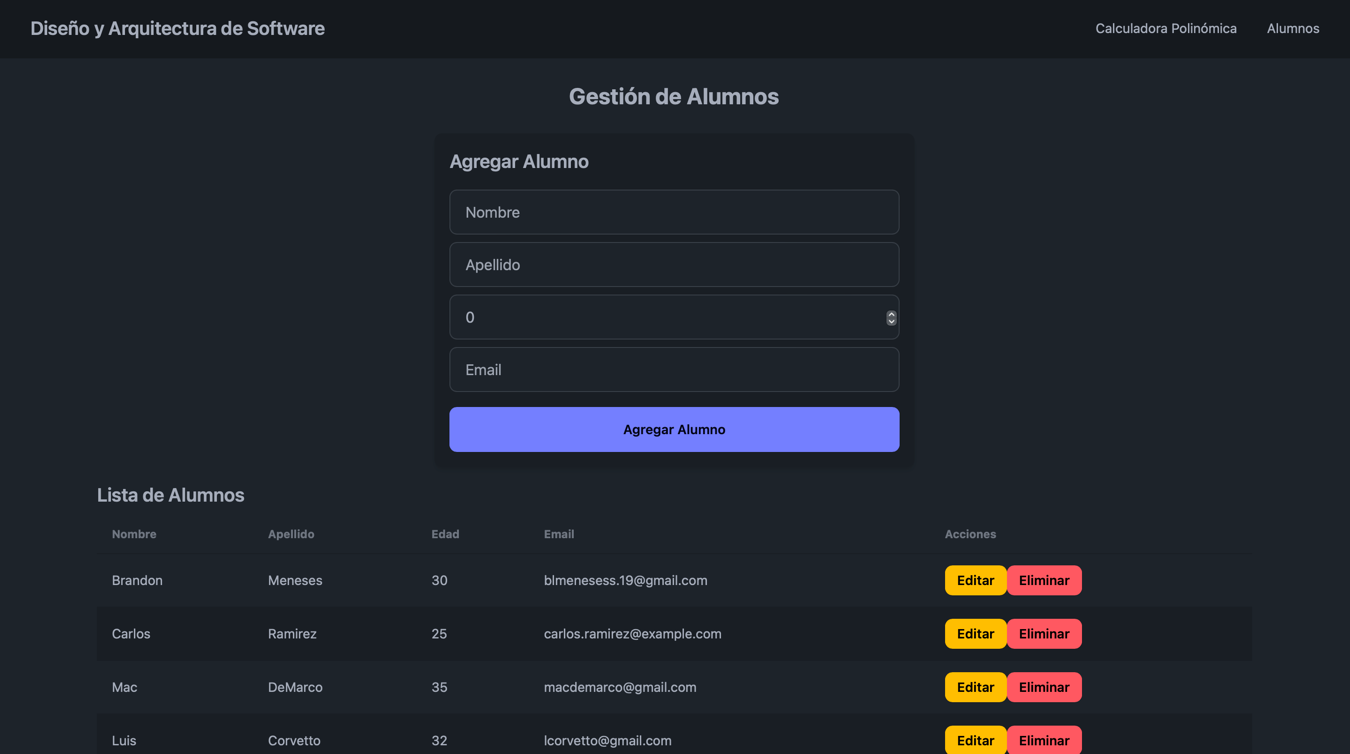 Diseño y Arquitectura de Software Calculadora Polinómica Alumnos
Gestión de Alumnos
Agregar Alumno
Nombre
Apellido
0
Email
Agregar Alumno
Lista de Alumnos
Nombre Apellido Edad Email Acciones
Brandon Meneses 30 blmenesess.19@gmail.com Editar Eliminar
Carlos Ramirez 25 carlos.ramirez@example.com Editar Eliminar
Mac DeMarco 35 macdemarco@gmail.com Editar Eliminar
Luis Corvetto 32 lcorvetto@gmail.com Editar Eliminar